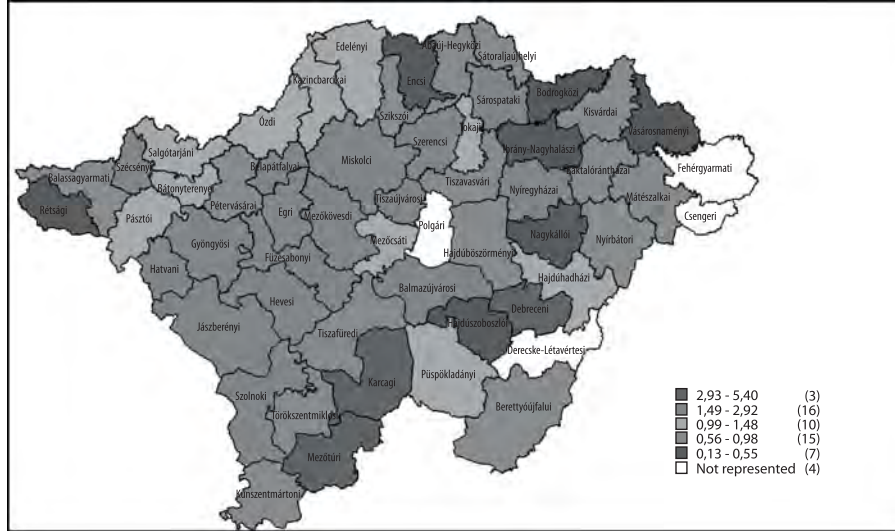 Edelényi
Abaúj-Hegyközi
Sátoraljaújhelyi
Kazincbarcikai
Encsi
Bodrogközi
Sárospataki
Kisvárdai
Ózdi
Szikszói
Tokaji
Vásárosnaményi
Salgótarjáni
Szerencsi
Ibrány-Nagyhalászi
Szécsényi
Bélapátfalvai
Miskolci
Baktalórántházai
Fehérgyarmati
Balassagyarmati
Bátonyterenyei
Tiszavasvári
Nyíregyházai
Mátészalkai
Rétsági
Pétervásárai
Tiszaújvárosi
Csengeri
Pásztói
Egri
Mezőkövesdi
Polgári
Nagykállói
Nyírbátori
Gyöngyösi
Mezőcsáti
Füzesabonyi
Hajdúböszörményi
Hatvani
Hajdúhadházi
Balmazújvárosi
Hevesi
Debreceni
Jászberényi
Hajdúszoboszlói
Tiszafüredi
Derecske-Létavértesi
Püspökladányi
Karcagi
Szolnoki
Berettyóújfalui
Törökszentmiklósi
Mezőtúri
Kunszentmártoni
2,93 - 5,40 (3)
1,49 - 2,92 (16)
0,99 - 1,48 (10)
0,56 - 0,98 (15)
0,13 - 0,55 (7)
Not represented (4)